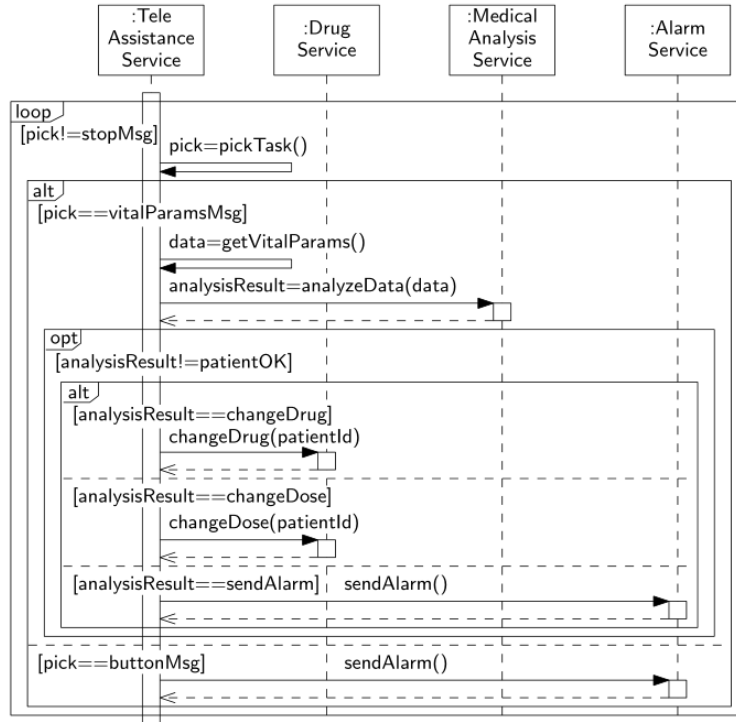 :Tele
Assistance
Service
:Drug
Service
:Medical
Analysis
Service
:Alarm
Service
loop
[pick!=stopMsg]
pick=pickTask()
alt
[pick==vitalParamsMsg]
data=getVitalParams()
analysisResult=analyzeData(data)
opt
[analysisResult!=patientOK]
alt
[analysisResult==changeDrug]
changeDrug(patientId)
[analysisResult==changeDose]
changeDose(patientId)
[analysisResult==sendAlarm] sendAlarm()
[pick==buttonMsg] sendAlarm()